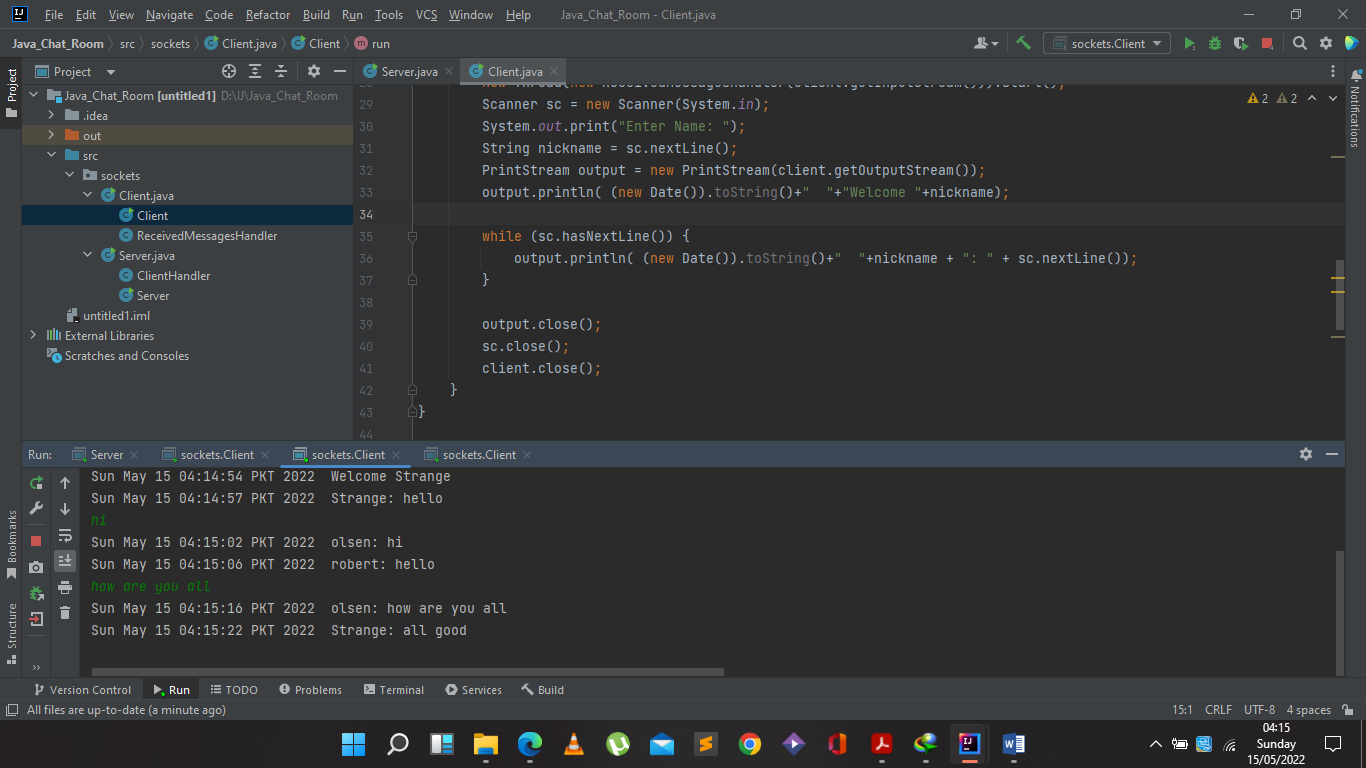 File Edit View Navigate Code Refactor Build Run Tools VCS Window Help Java_Chat_Room - Client.java
Java_Chat_Room src sockets Client.java Client run sockets.Client
Project
Server.java Client.java
Project
Notifications
Java_Chat_Room [untitled1] D:\IJ\Java_Chat_Room
.idea
out
src
sockets
Client.java
Client
ReceivedMessagesHandler
Server.java
ClientHandler
Server
untitled1.iml
External Libraries
Scratches and Consoles
2 2
29 Scanner sc = new Scanner(System.in);
30 System.out.print("Enter Name: ");
31 String nickname = sc.nextLine();
32 PrintStream output = new PrintStream(client.getOutputStream());
33 output.println( (new Date()).toString()+"  "+"Welcome "+nickname);
34
35 while (sc.hasNextLine()) {
36 output.println( (new Date()).toString()+"  "+nickname + ": " + sc.nextLine());
37 }
38
39 output.close();
40 sc.close();
41 client.close();
42 }
43 }
44
Run: Server sockets.Client sockets.Client sockets.Client
Sun May 15 04:14:54 PKT 2022  Welcome Strange
Sun May 15 04:14:57 PKT 2022  Strange: hello
hi
Sun May 15 04:15:02 PKT 2022  olsen: hi
Sun May 15 04:15:06 PKT 2022  robert: hello
how are you all
Sun May 15 04:15:16 PKT 2022  olsen: how are you all
Sun May 15 04:15:22 PKT 2022  Strange: all good
Bookmarks
Structure
Version Control Run TODO Problems Terminal Services Build
All files are up-to-date (a minute ago) 15:1 CRLF UTF-8 4 spaces
04:15
Sunday
15/05/2022